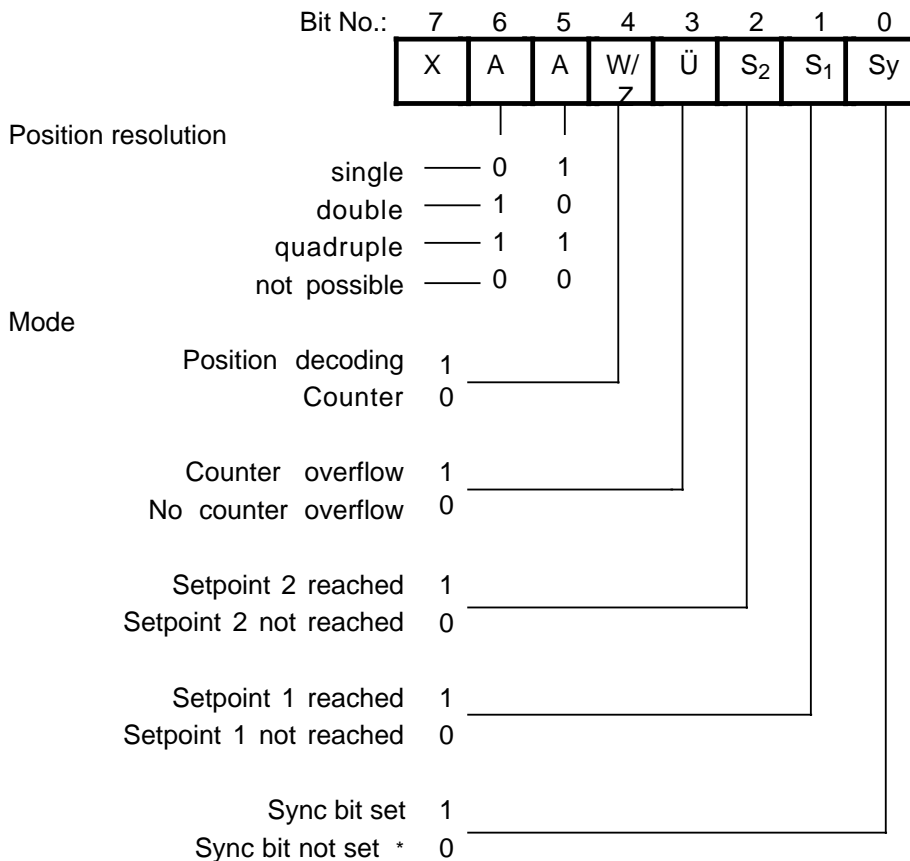 Bit No.: 7 6 5 4 3 2 1 0
X A A W/Z Ü S2 S1 Sy
Position resolution
single 0 1
double 1 0
quadruple 1 1
not possible 0 0
Mode
Position decoding 1
Counter 0
Counter overflow 1
No counter overflow 0
Setpoint 2 reached 1
Setpoint 2 not reached 0
Setpoint 1 reached 1
Setpoint 1 not reached 0
Sync bit set 1
Sync bit not set * 0